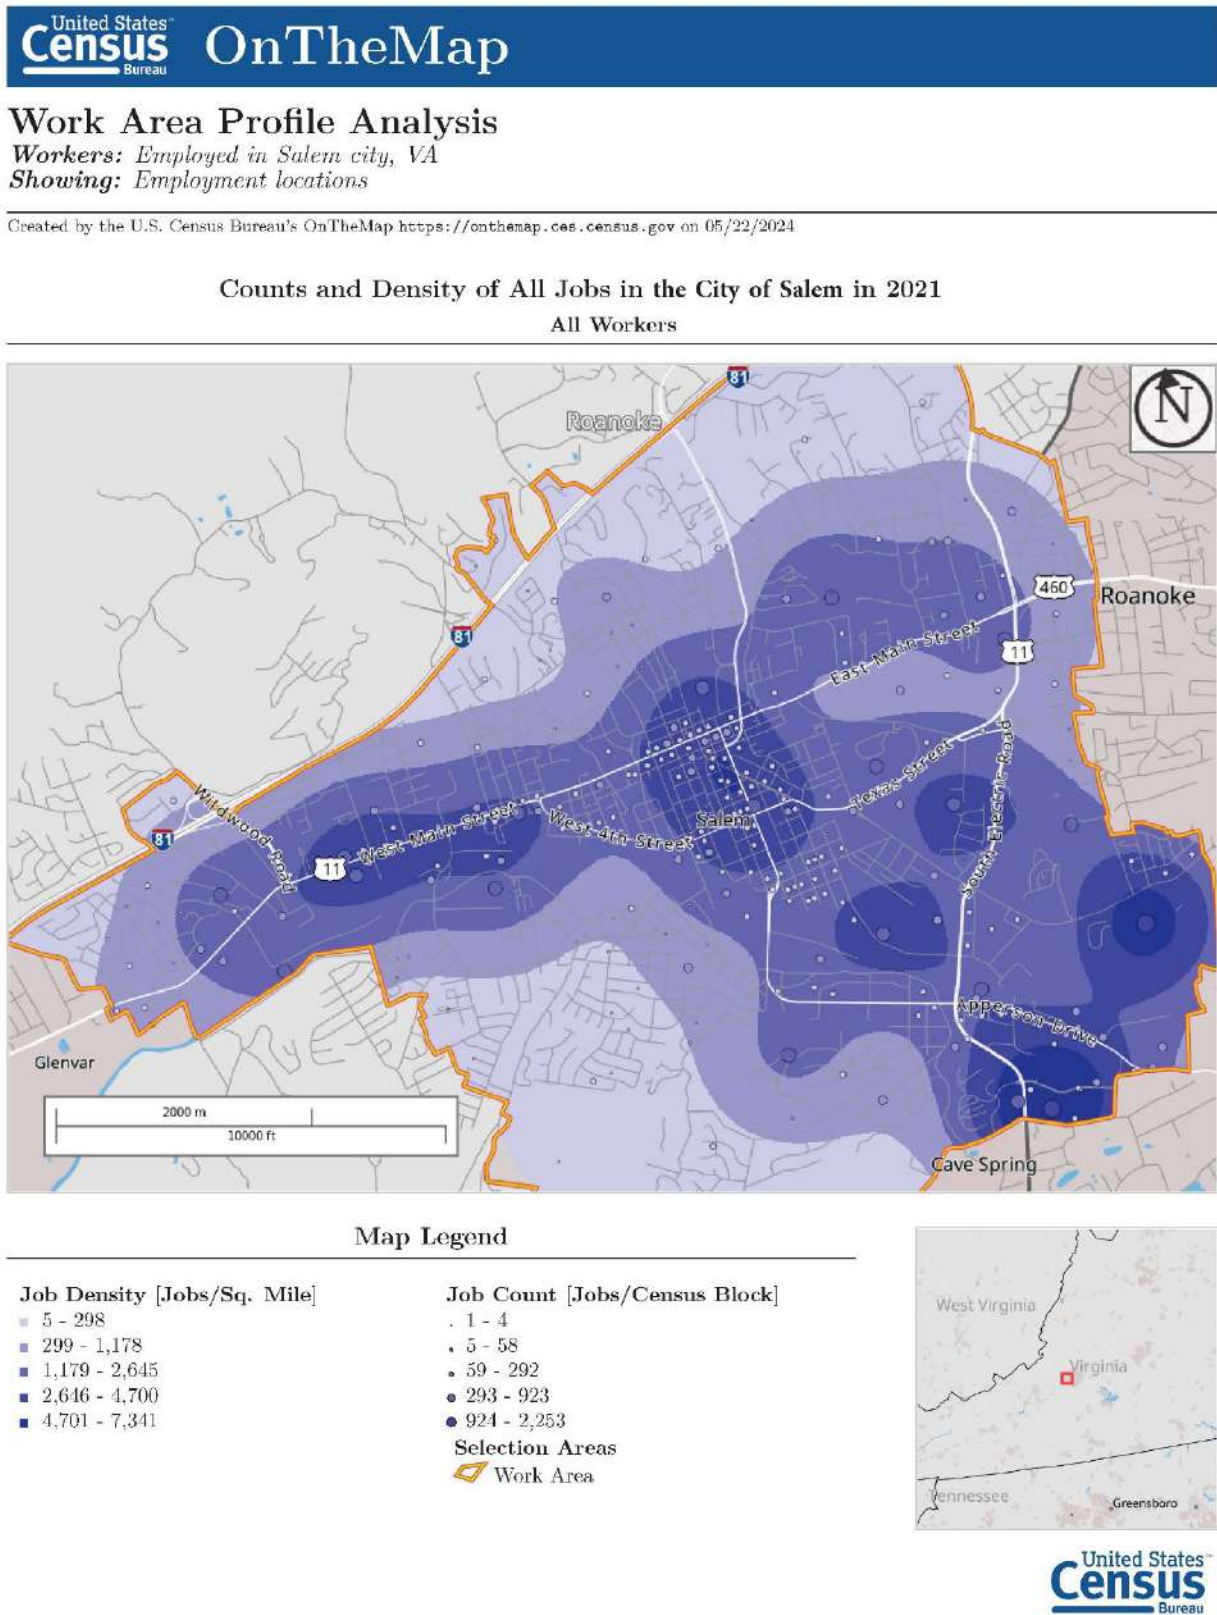 United States™
Census
Bureau
OnTheMap
Work Area Profile Analysis
Workers: Employed in Salem city, VA
Showing: Employment locations
Created by the U.S. Census Bureau's OnTheMap https://onthemap.ces.census.gov on 05/22/2024
Counts and Density of All Jobs in the City of Salem in 2021
All Workers
81
Roanoke
N
81
460
Roanoke
East Main Street
11
Wildwood Road
81
West Main Street
11
West 4th Street
Salem
Texas Street
South Electric Road
Apperson Drive
Glenvar
2000 m
10000 ft
Cave Spring
Map Legend
Job Density [Jobs/Sq. Mile]
5 - 298
299 - 1,178
1,179 - 2,645
2,646 - 4,700
4,701 - 7,341
Job Count [Jobs/Census Block]
1 - 4
5 - 58
59 - 292
293 - 923
924 - 2,253
Selection Areas
Work Area
West Virginia
Virginia
Tennessee
Greensboro
United States™
Census
Bureau